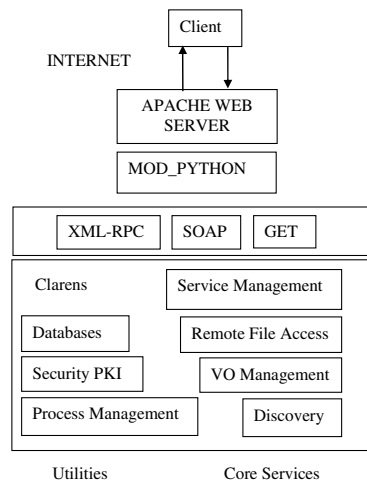 Client
INTERNET
APACHE WEB
SERVER
MOD_PYTHON
XML-RPC
SOAP
GET
Clarens
Service Management
Databases
Remote File Access
Security PKI
VO Management
Process Management
Discovery
Utilities
Core Services